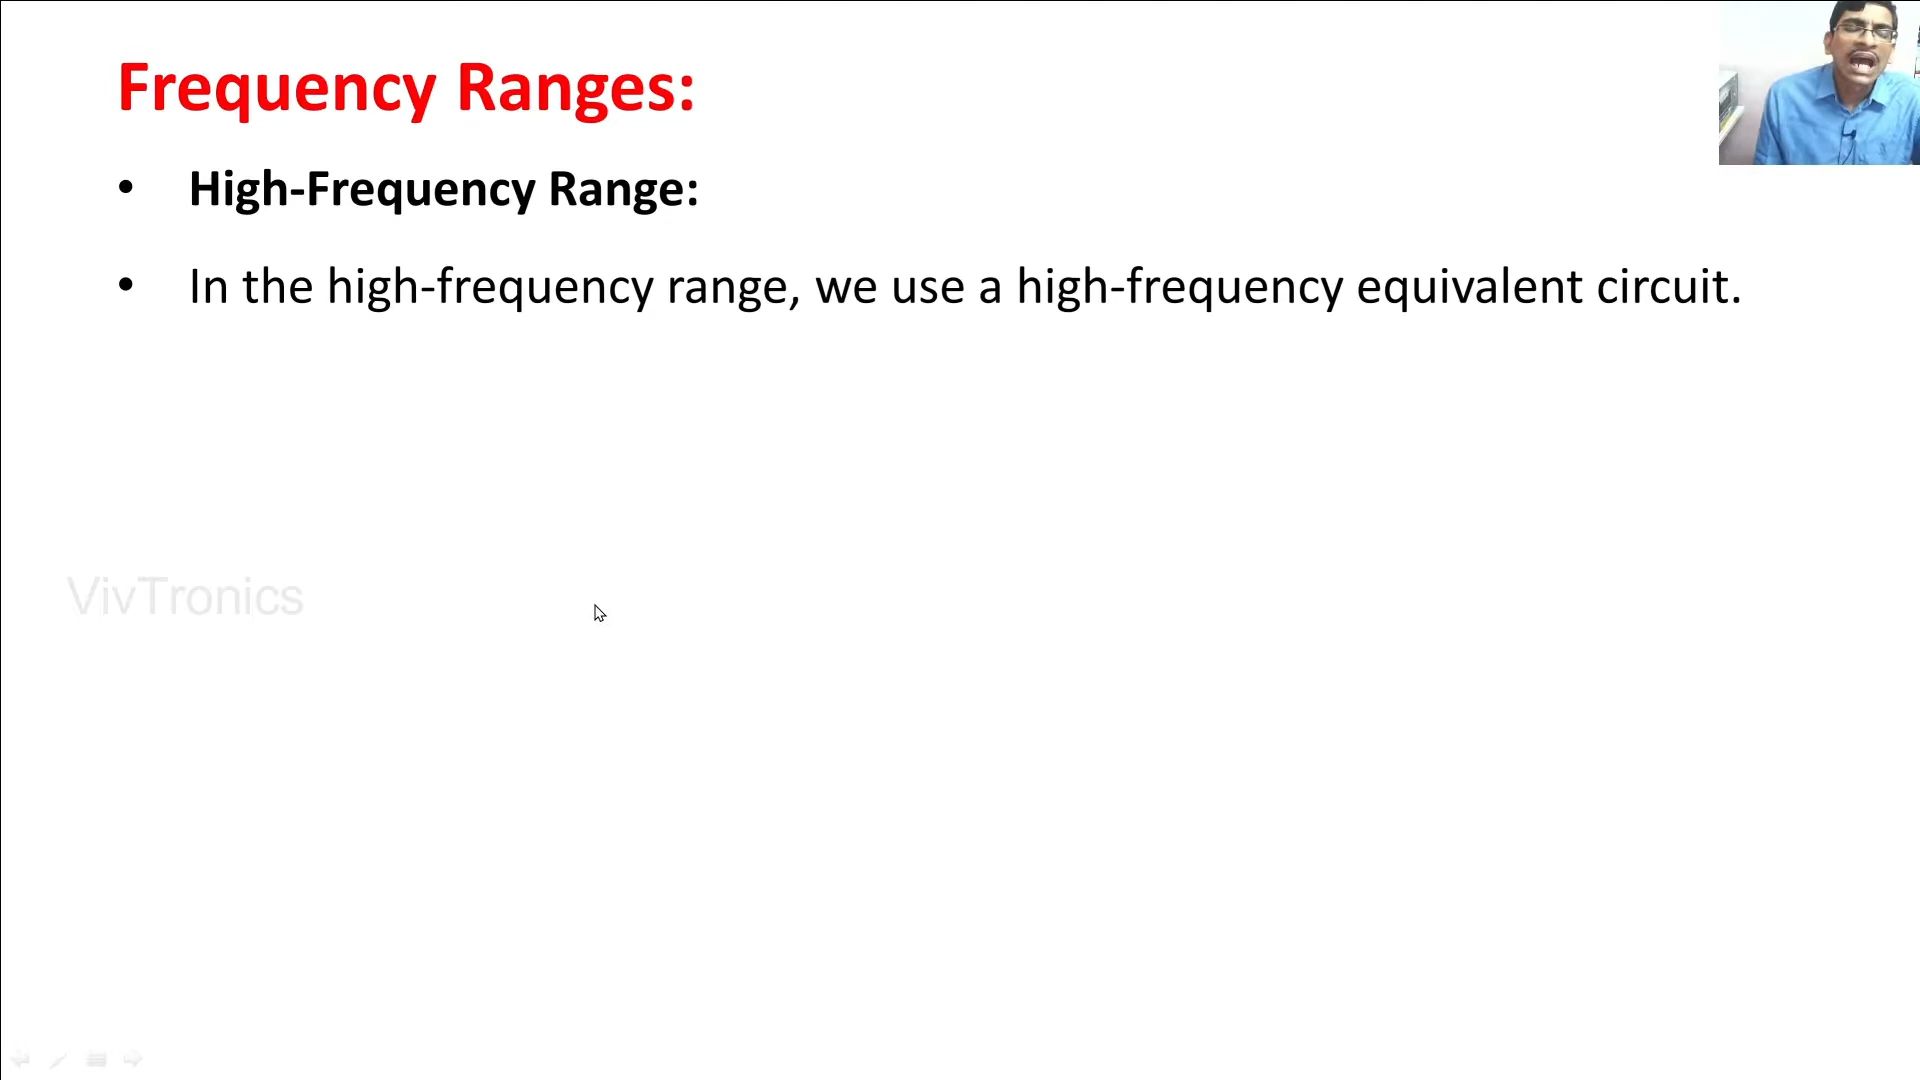 Frequency Ranges:
• High-Frequency Range:
• In the high-frequency range, we use a high-frequency equivalent circuit.
VivTronics